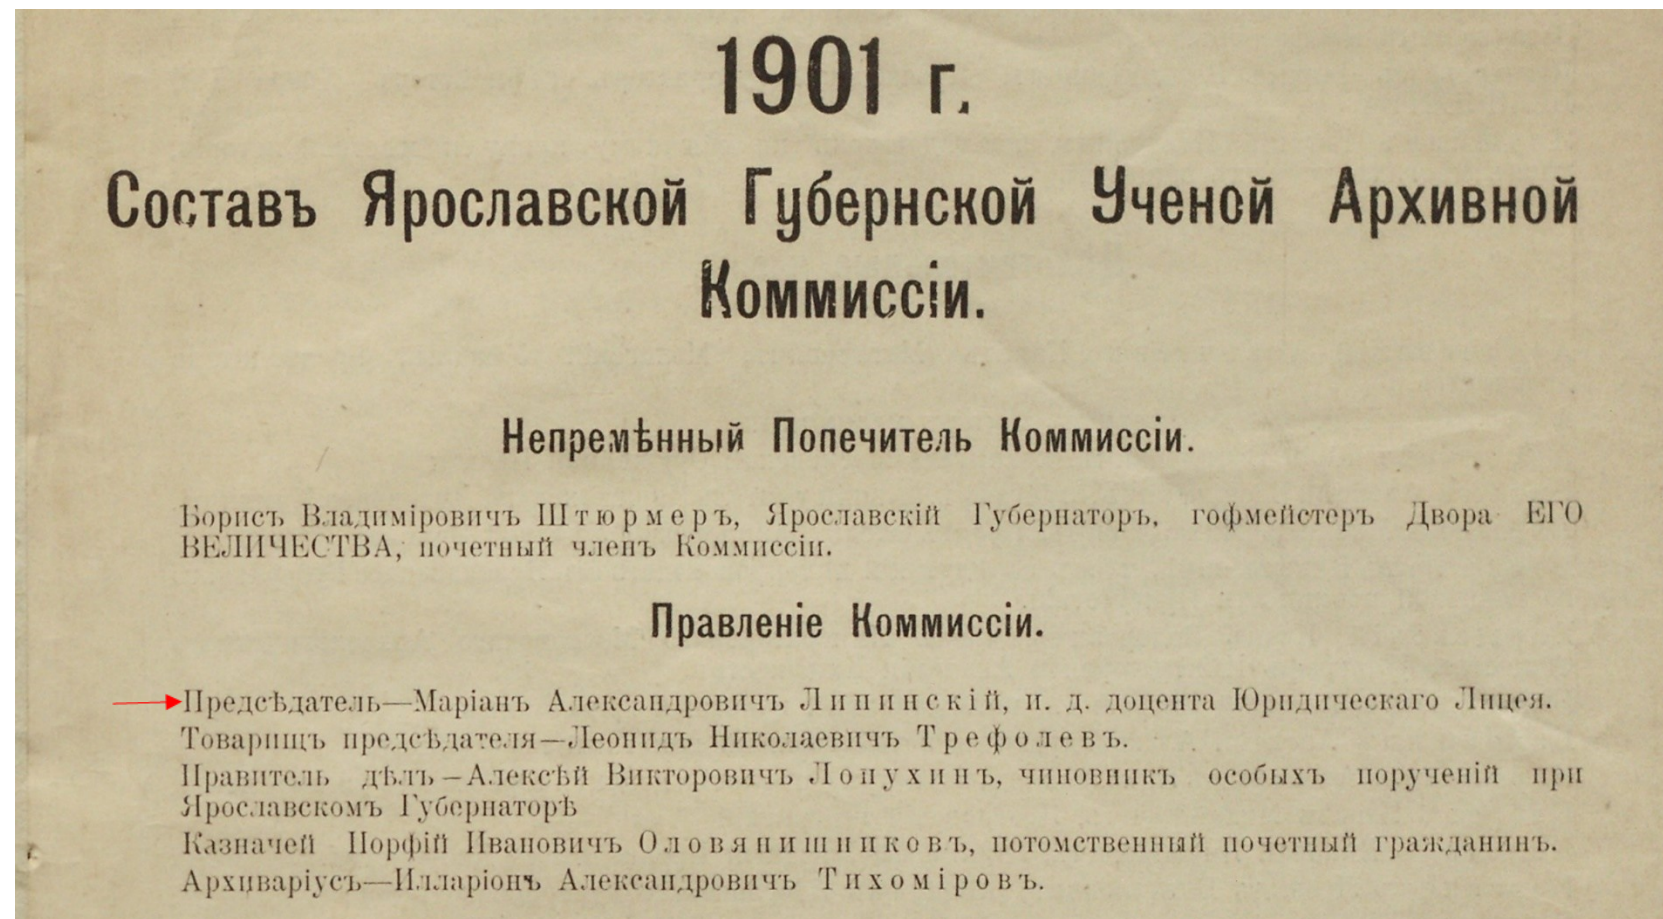 1901 г.
Составъ Ярославской Губернской Ученой Архивной
Коммиссіи.
Непремѣнный Попечитель Коммиссіи.
Борисъ Владиміровичъ Штюрмеръ, Ярославскій Губернаторъ, гофмейстеръ Двора ЕГО
ВЕЛИЧЕСТВА, почетный членъ Коммиссіи.
Правленіе Коммиссіи.
Предсѣдатель—Маріанъ Александровичъ Липинскій, и. д. доцента Юридическаго Лицея.
Товарищъ предсѣдателя—Леонидъ Николаевичъ Трефолевъ.
Правитель дѣлъ—Алексѣй Викторовичъ Лопухинъ, чиновникъ особыхъ порученій при
Ярославскомъ Губернаторѣ
Казначей Порфій Ивановичъ Оловянишниковъ, потомственный почетный гражданинъ.
Архиваріусъ—Илларіонъ Александровичъ Тихоміровъ.